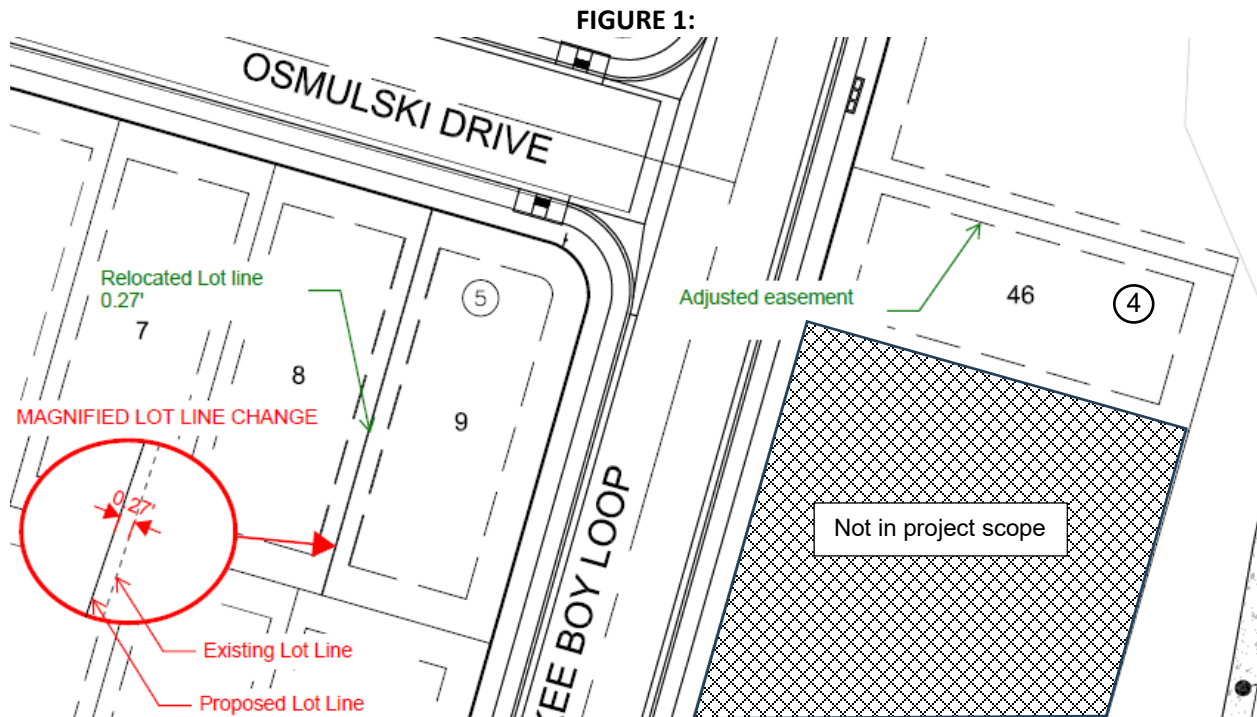 FIGURE 1:
OSMULSKI DRIVE
Relocated Lot line
0.27'
7
8
9
5
Adjusted easement
46
4
MAGNIFIED LOT LINE CHANGE
0.27'
Existing Lot Line
Proposed Lot Line
KEE BOY LOOP
Not in project scope